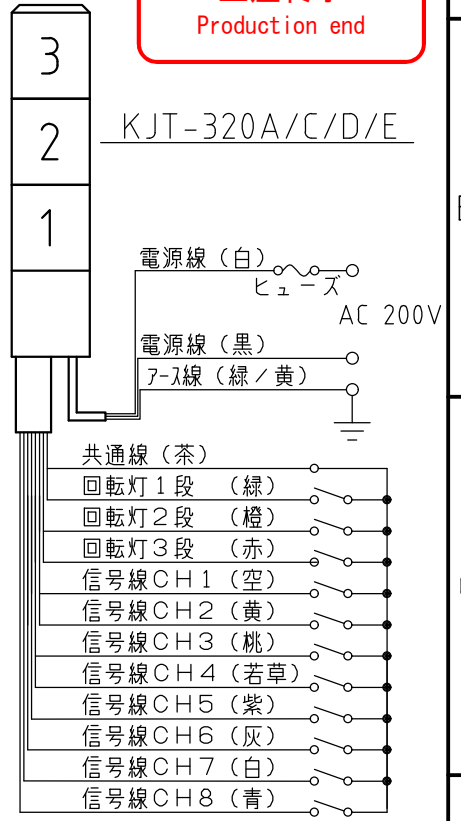 Production end
3
2
1
KJT-320A/C/D/E
電源線（白）
ヒューズ
AC 200V
電源線（黒）
アース線（緑／黄）
共通線（茶）
回転灯１段　（緑）
回転灯２段　（橙）
回転灯３段　（赤）
信号線ＣＨ１（空）
信号線ＣＨ２（黄）
信号線ＣＨ３（桃）
信号線ＣＨ４（若草）
信号線ＣＨ５（紫）
信号線ＣＨ６（灰）
信号線ＣＨ７（白）
信号線ＣＨ８（青）